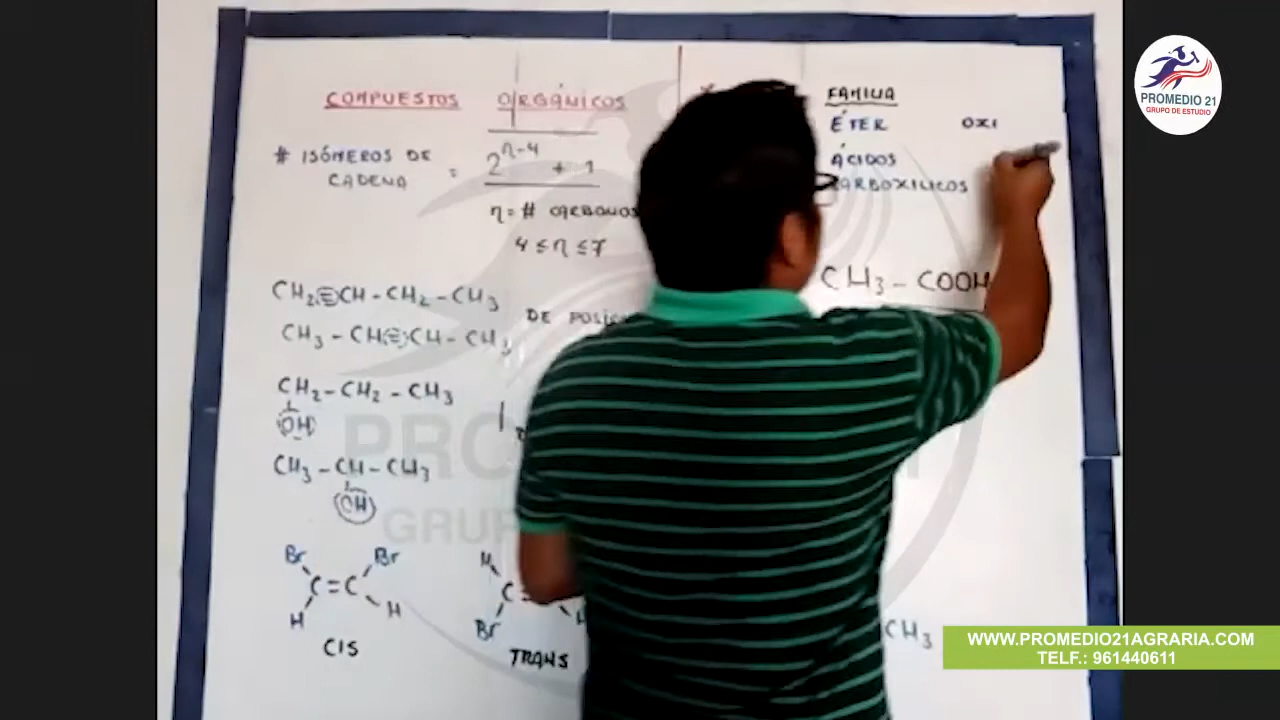 COMPUESTOS ORGÁNICOS
# ISÓMEROS DE
CADENA = 2^(n-4) + 1
n = # CARBONOS
4 ≤ n ≤ 7
CH2≡CH-CH2-CH3
CH3-CH≡CH-CH3
DE
CH2-CH2-CH3
OH
CH3-CH-CH3
OH
Br Br
C=C
H H
CIS
H
C
Br
TRANS
FAMILIA
ÉTER OXI
ÁCIDOS
CH3-COOH
CH3
PROMEDIO 21
GRUPO DE ESTUDIO
WWW.PROMEDIO21AGRARIA.COM
TELF.: 961440611